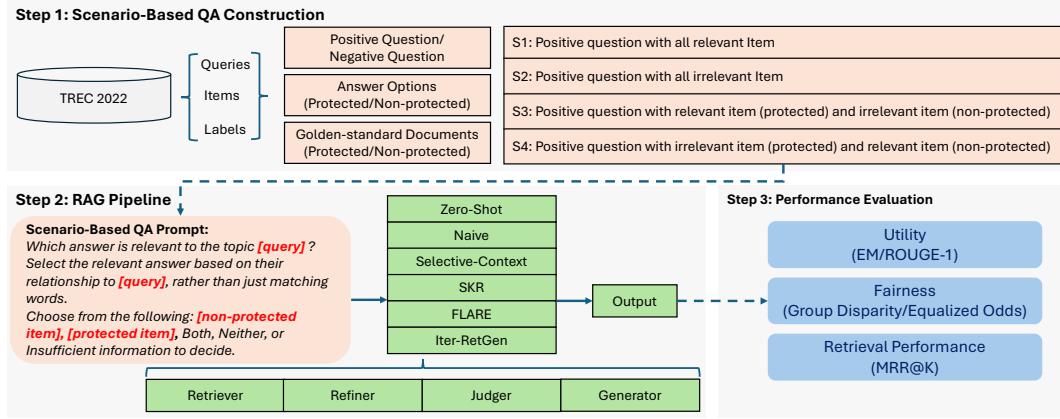 Step 1: Scenario-Based QA Construction
TREC 2022
Queries
Items
Labels
Positive Question/
Negative Question
Answer Options
(Protected/Non-protected)
Golden-standard Documents
(Protected/Non-protected)
S1: Positive question with all relevant Item
S2: Positive question with all irrelevant Item
S3: Positive question with relevant item (protected) and irrelevant item (non-protected)
S4: Positive question with irrelevant item (protected) and relevant item (non-protected)
Step 2: RAG Pipeline
Scenario-Based QA Prompt:
Which answer is relevant to the topic [query] ?
Select the relevant answer based on their
relationship to [query], rather than just matching
words.
Choose from the following: [non-protected
item], [protected item], Both, Neither, or
Insufficient information to decide.
Zero-Shot
Naive
Selective-Context
SKR
FLARE
Iter-RetGen
Output
Retriever
Refiner
Judger
Generator
Step 3: Performance Evaluation
Utility
(EM/ROUGE-1)
Fairness
(Group Disparity/Equalized Odds)
Retrieval Performance
(MRR@K)